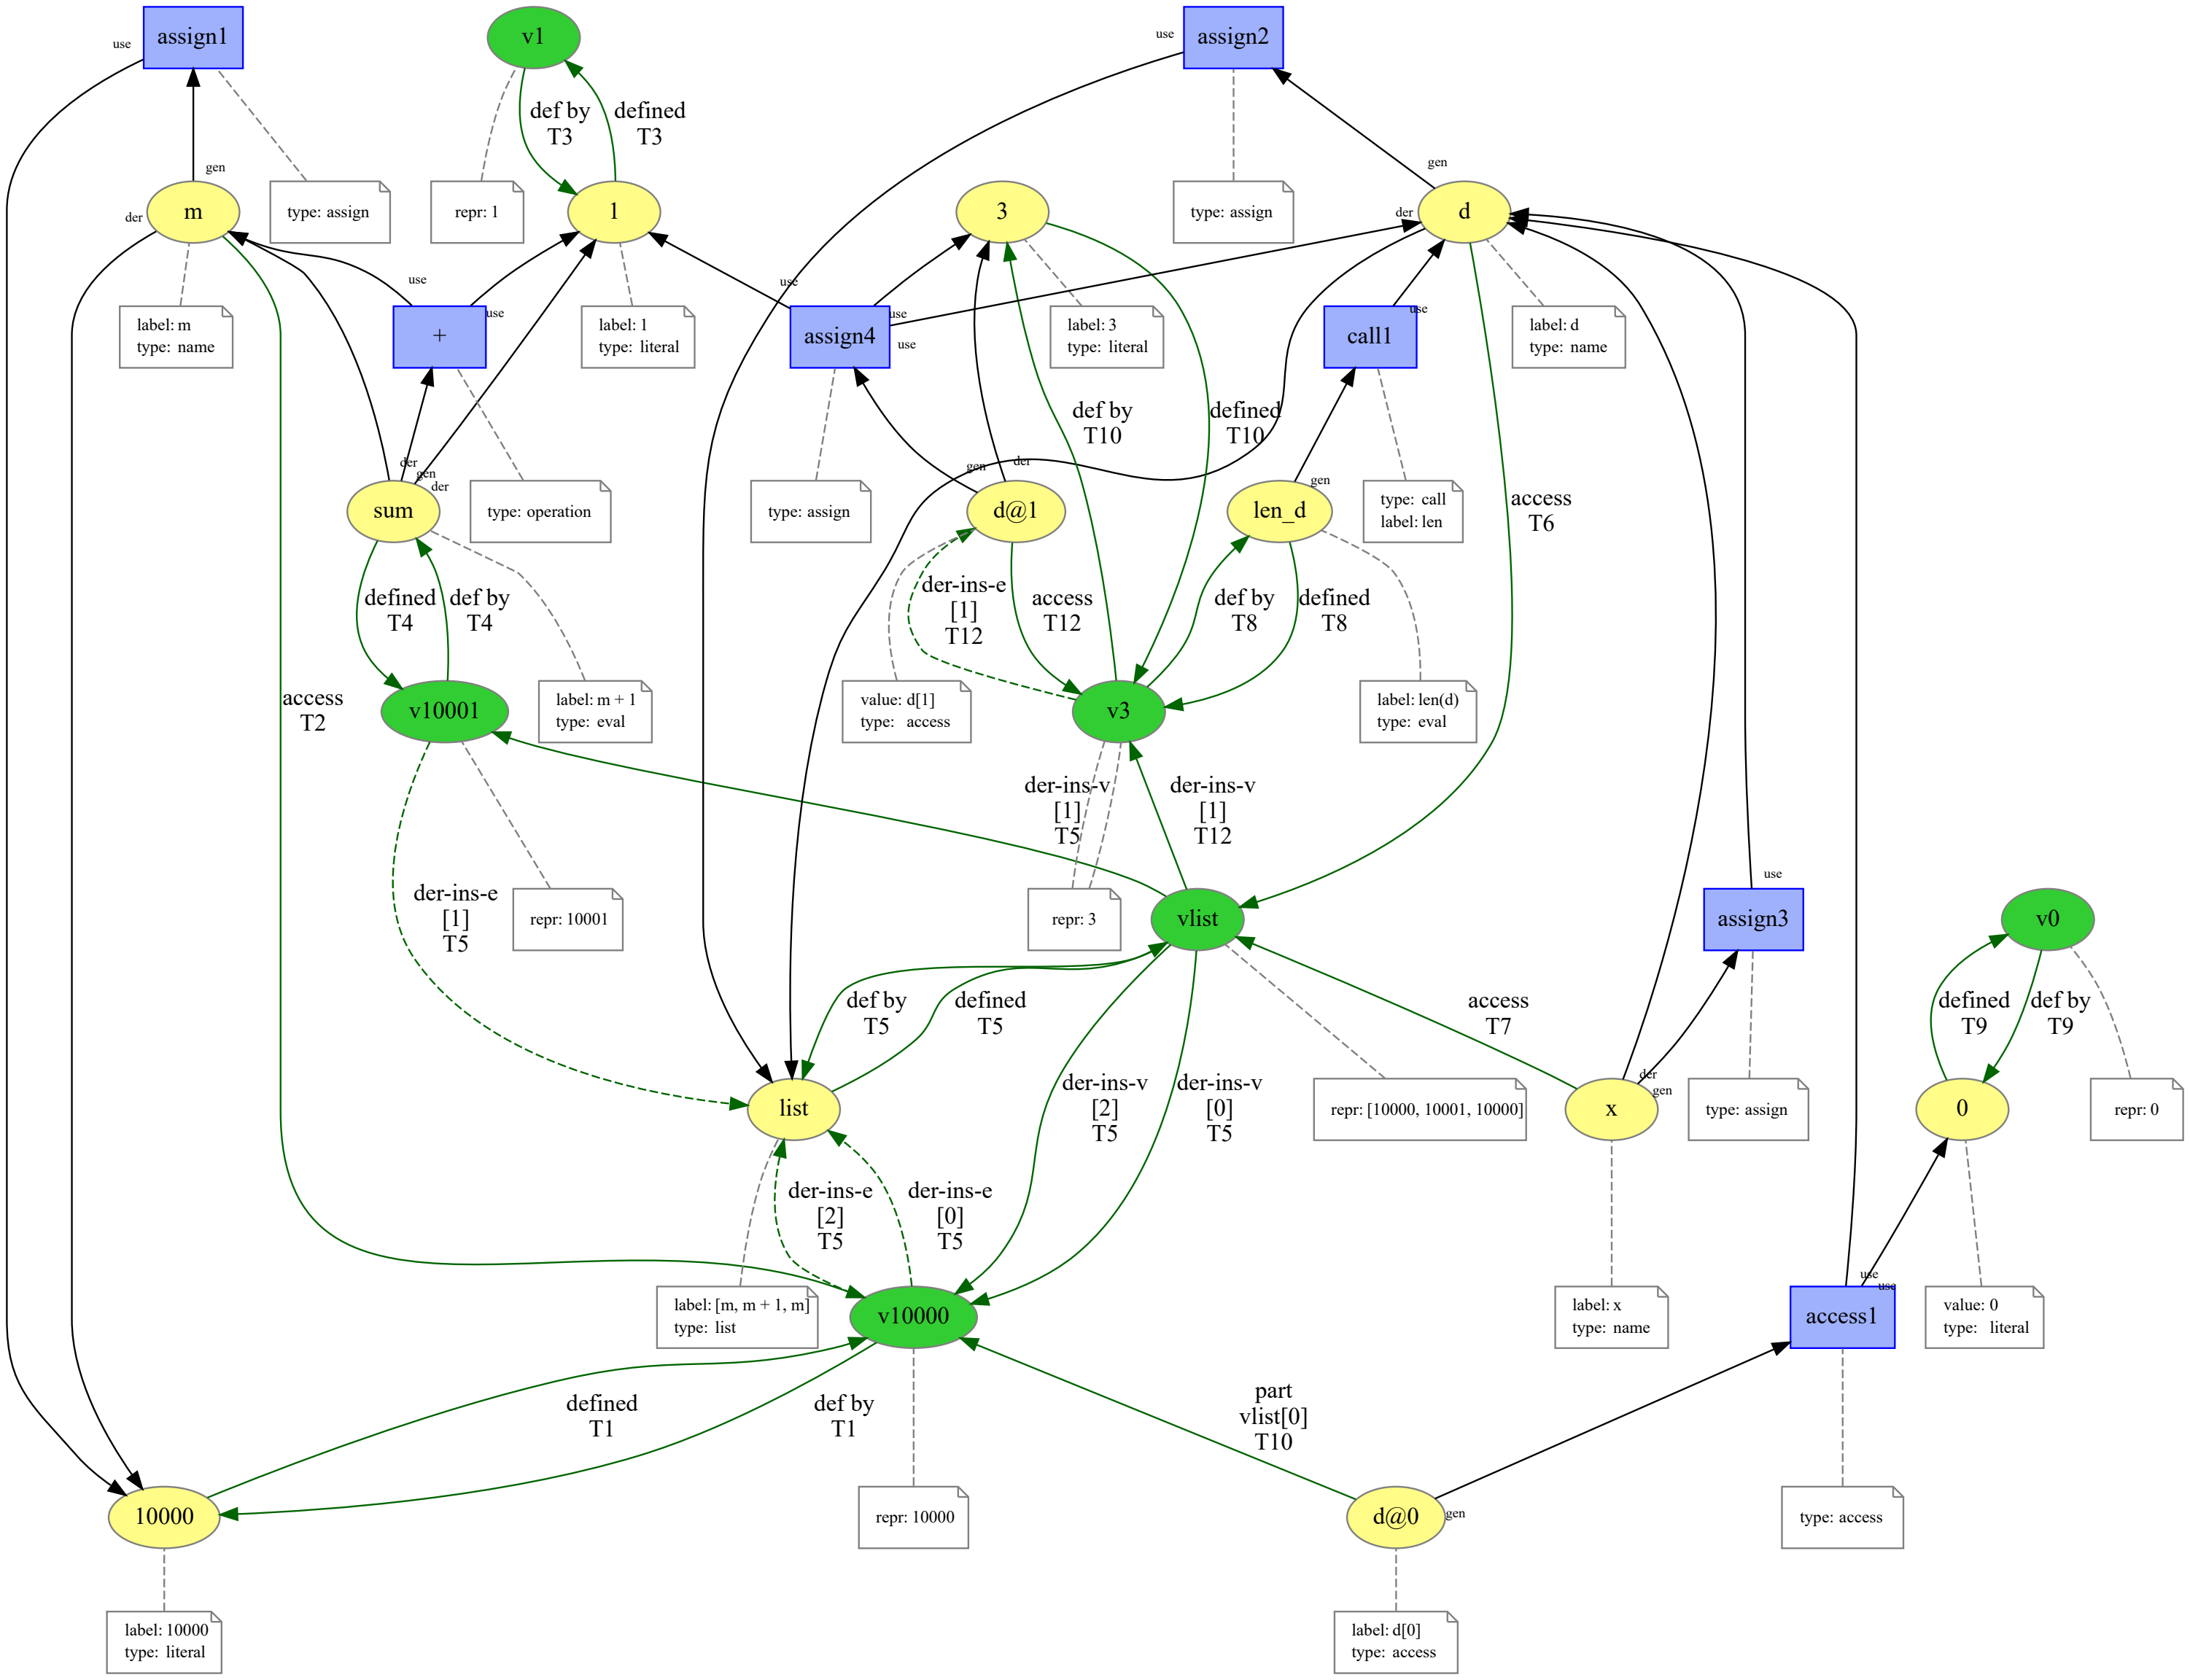 assign1
v1
assign2
use
use
def by
T3
defined
T3
gen
gen
m
type: assign
repr: 1
1
3
type: assign
d
der
der
use
use
use
use
use
use
label: m
type: name
+
label: 1
type: literal
assign4
label: 3
type: literal
call1
label: d
type: name
def by
T10
defined
T10
der
gen
der
gen
der
gen
sum
type: operation
type: assign
d@1
len_d
type: call
label: len
access
T6
defined
T4
def by
T4
der-ins-e
[1]
T12
access
T12
def by
T8
defined
T8
access
T2
v10001
label: m + 1
type: eval
value: d[1]
type: access
v3
label: len(d)
type: eval
der-ins-v
[1]
T5
der-ins-v
[1]
T12
use
der-ins-e
[1]
T5
repr: 10001
repr: 3
vlist
assign3
v0
def by
T5
defined
T5
access
T7
defined
T9
def by
T9
der
gen
list
der-ins-v
[2]
T5
der-ins-v
[0]
T5
repr: [10000, 10001, 10000]
x
type: assign
0
repr: 0
der-ins-e
[2]
T5
der-ins-e
[0]
T5
use
use
label: [m, m + 1, m]
type: list
v10000
label: x
type: name
access1
value: 0
type: literal
defined
T1
def by
T1
part
vlist[0]
T10
10000
repr: 10000
d@0
gen
type: access
label: 10000
type: literal
label: d[0]
type: access